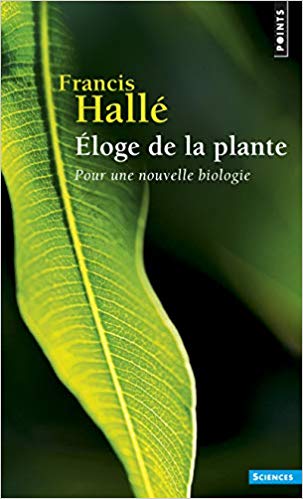 POINTS
Francis
Hallé
Éloge de la plante
Pour une nouvelle biologie
SCIENCES